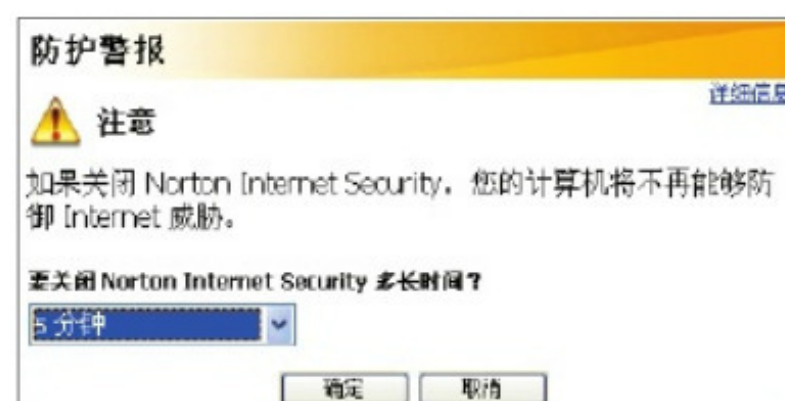 防护警报
详细信息
注意
如果关闭 Norton Internet Security，您的计算机将不再能够防
御 Internet 威胁。
要关闭 Norton Internet Security 多长时间？
5 分钟
确定 取消